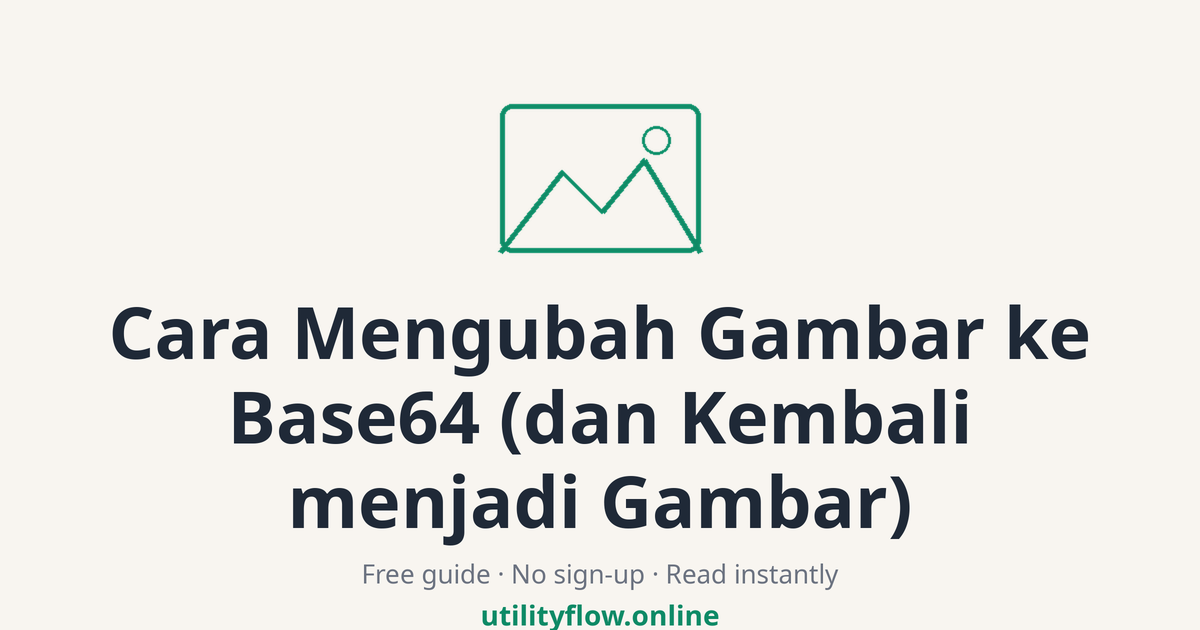 Cara Mengubah Gambar ke
Base64 (dan Kembali
menjadi Gambar)
Free guide · No sign-up · Read instantly
utilityflow.online